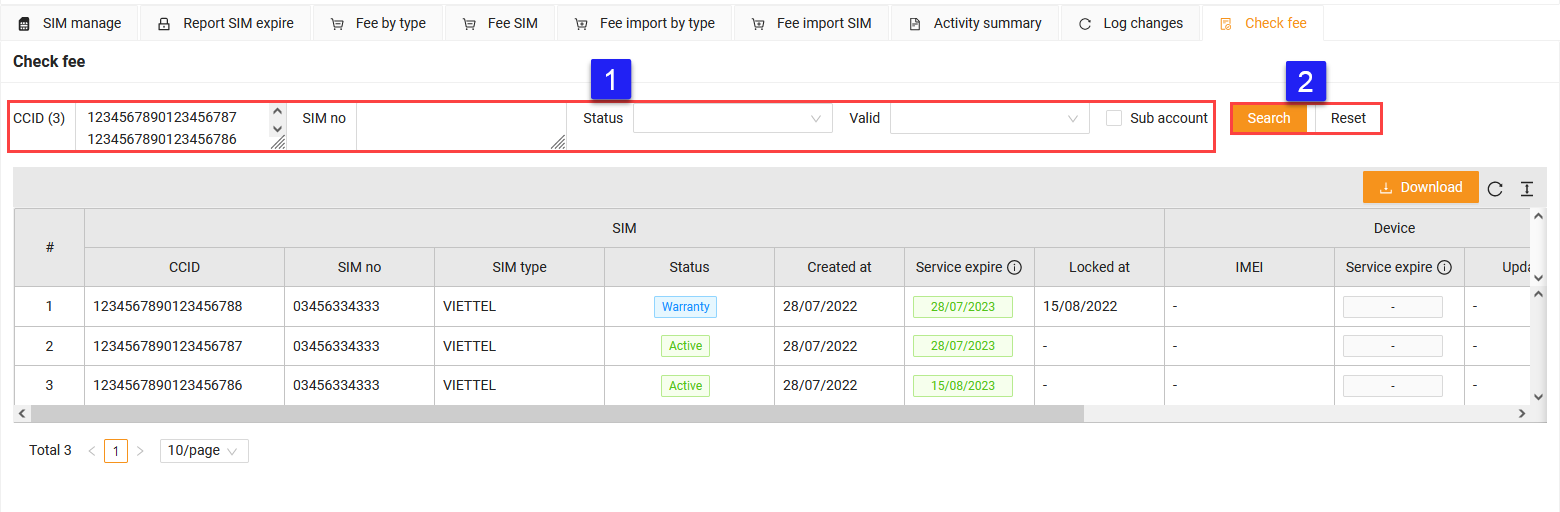 SIM manage Report SIM expire Fee by type Fee SIM Fee import by type Fee import SIM Activity summary Log changes Check fee
Check fee
1 2
CCID (3) 1234567890123456787 SIM no Status Valid Sub account Search Reset
1234567890123456786
Download
# SIM Device
CCID SIM no SIM type Status Created at Service expire Locked at IMEI Service expire Upda
1 1234567890123456788 03456334333 VIETTEL Warranty 28/07/2022 28/07/2023 15/08/2022 - - -
2 1234567890123456787 03456334333 VIETTEL Active 28/07/2022 28/07/2023 - - - -
3 1234567890123456786 03456334333 VIETTEL Active 28/07/2022 15/08/2023 - - - -
Total 3 < 1 > 10/page